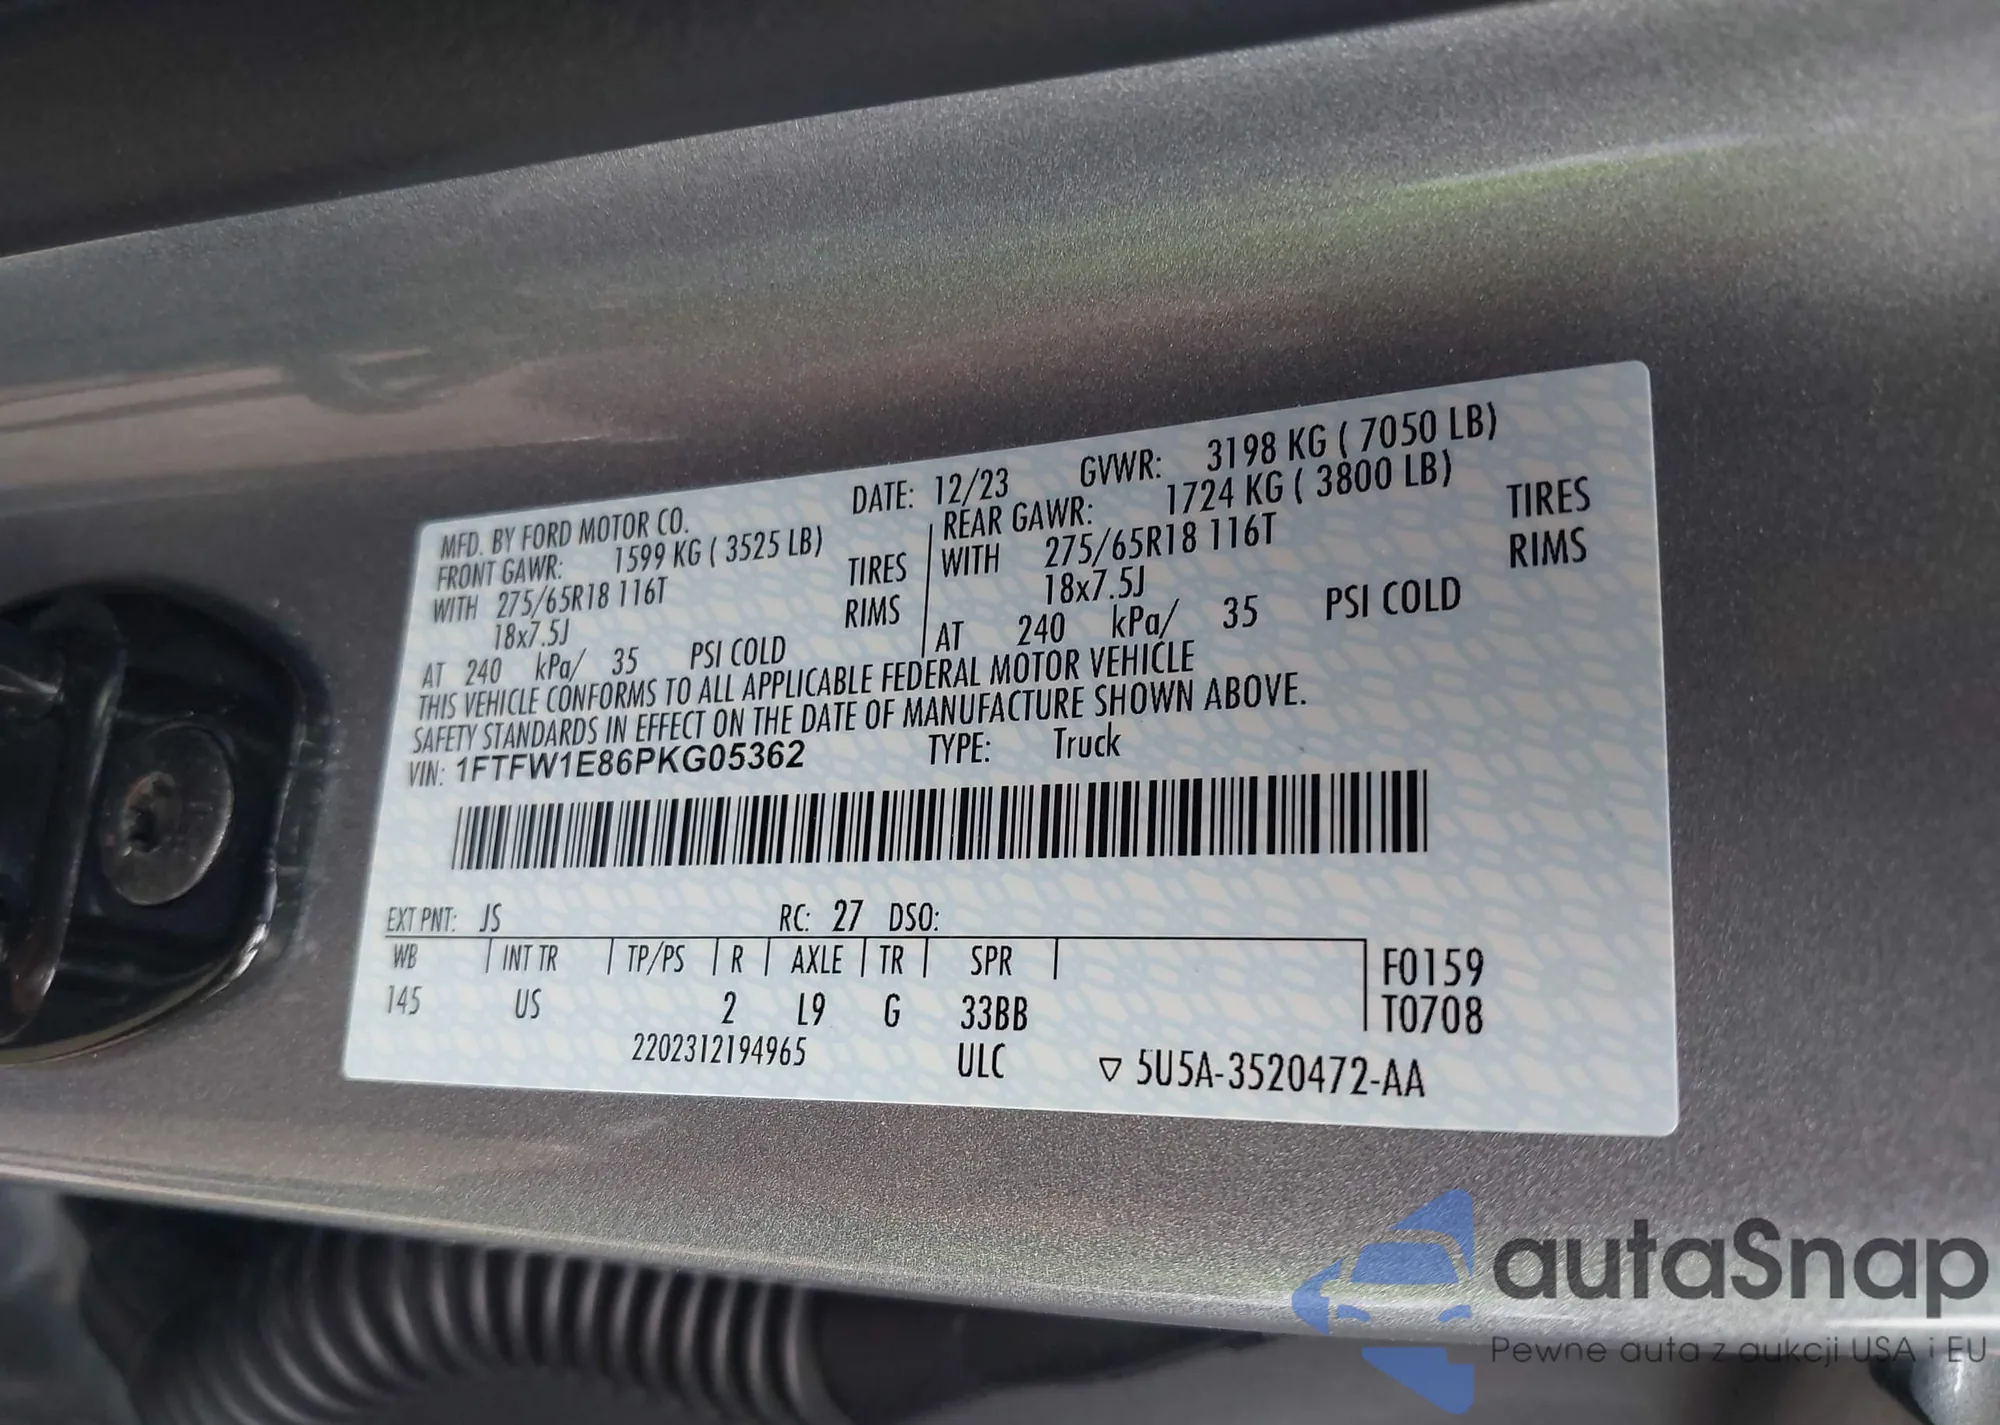 MFD. BY FORD MOTOR CO. DATE: 12/23 GVWR: 3198 KG ( 7050 LB)
FRONT GAWR: 1599 KG ( 3525 LB) REAR GAWR: 1724 KG ( 3800 LB)
WITH 275/65R18 116T TIRES WITH 275/65R18 116T TIRES
18x7.5J RIMS 18x7.5J RIMS
AT 240 kPa/ 35 PSI COLD AT 240 kPa/ 35 PSI COLD
THIS VEHICLE CONFORMS TO ALL APPLICABLE FEDERAL MOTOR VEHICLE
SAFETY STANDARDS IN EFFECT ON THE DATE OF MANUFACTURE SHOWN ABOVE.
VIN: 1FTFW1E86PKG05362 TYPE: Truck
EXT PNT: JS RC: 27 DSO:
WB INT TR TP/PS R AXLE TR SPR F0159
145 US 2 L9 G 33BB T0708
2202312194965 ULC ▽ 5U5A-3520472-AA
autaSnap
Pewne auta z aukcji USA i EU